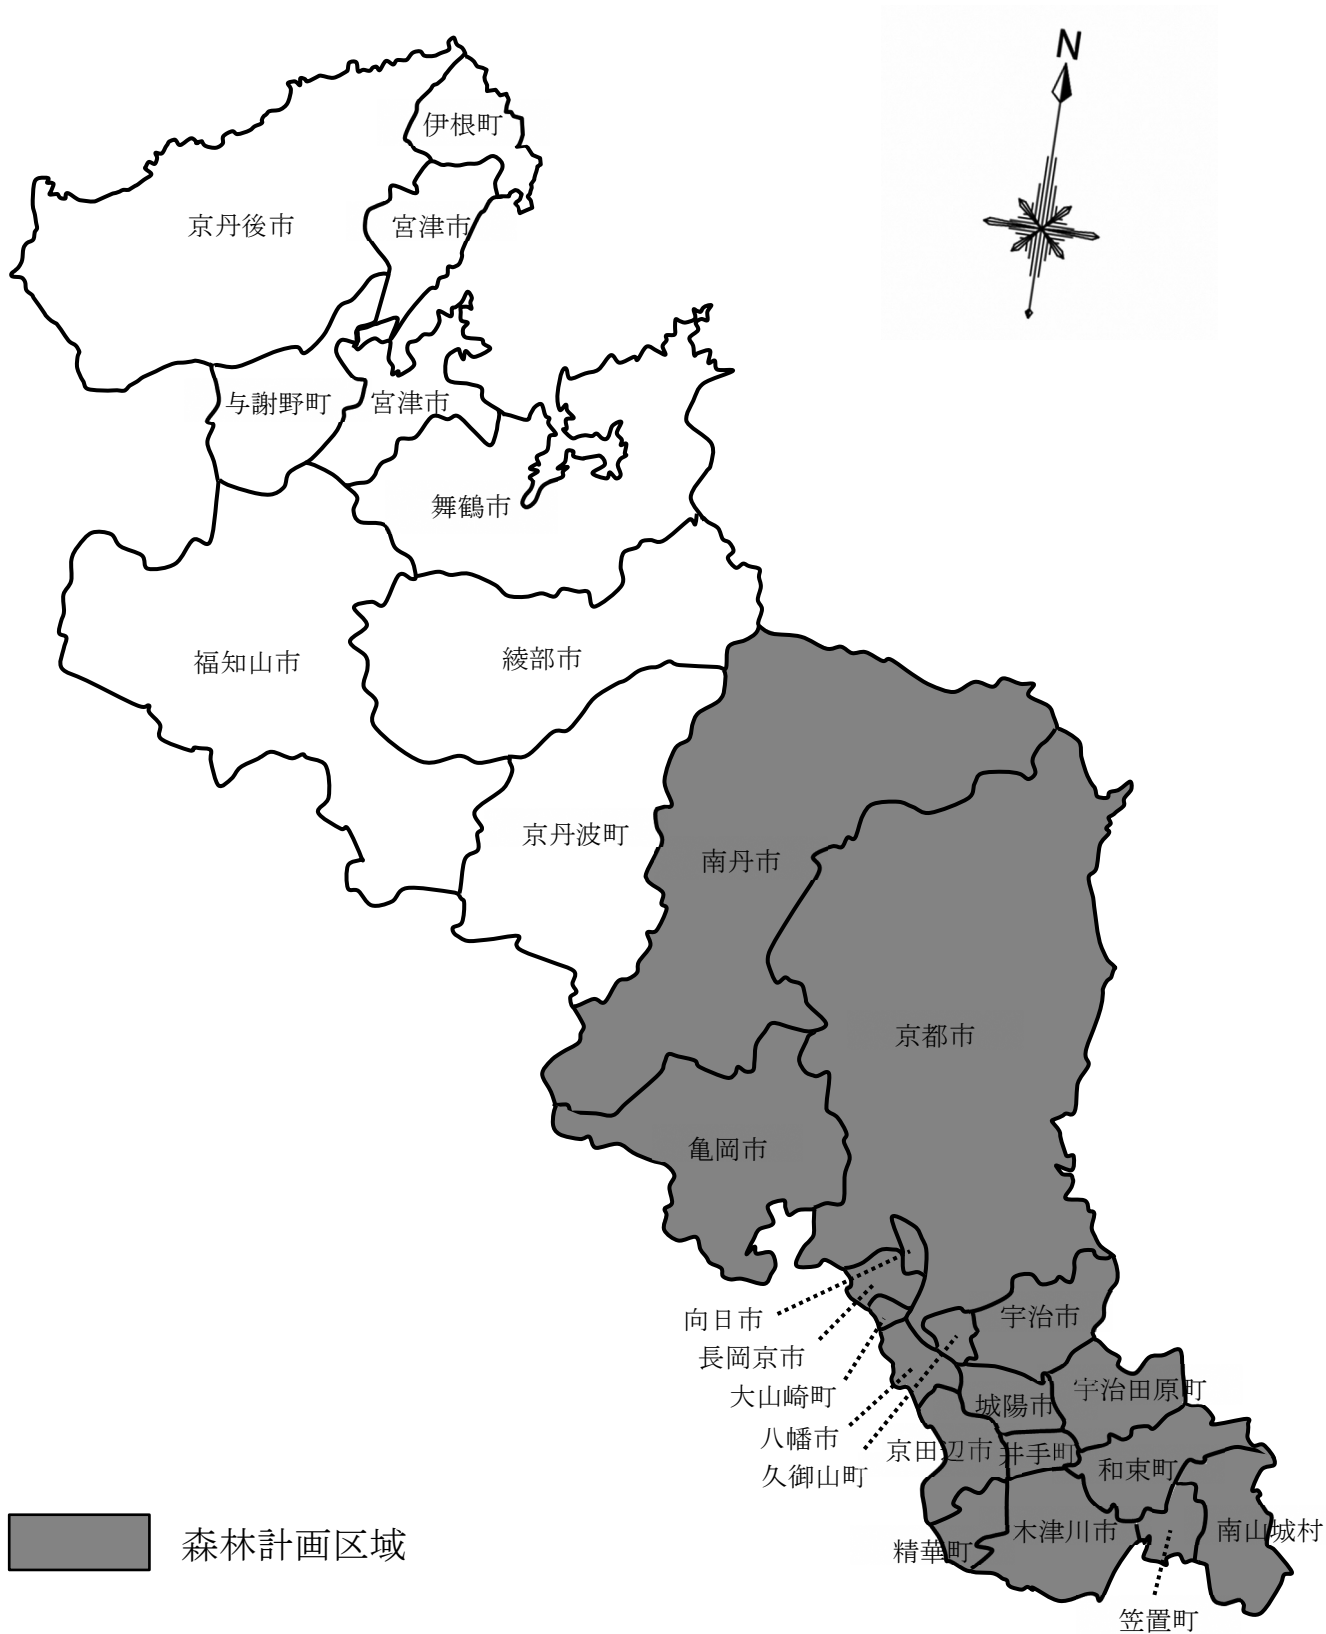 N
伊根町
京丹後市
宮津市
与謝野町
宮津市
舞鶴市
福知山市
綾部市
京丹波町
南丹市
京都市
亀岡市
向日市
長岡京市
大山崎町
八幡市
久御山町
宇治市
城陽市
宇治田原町
京田辺市
井手町
和束町
精華町
木津川市
南山城村
笠置町
森林計画区域